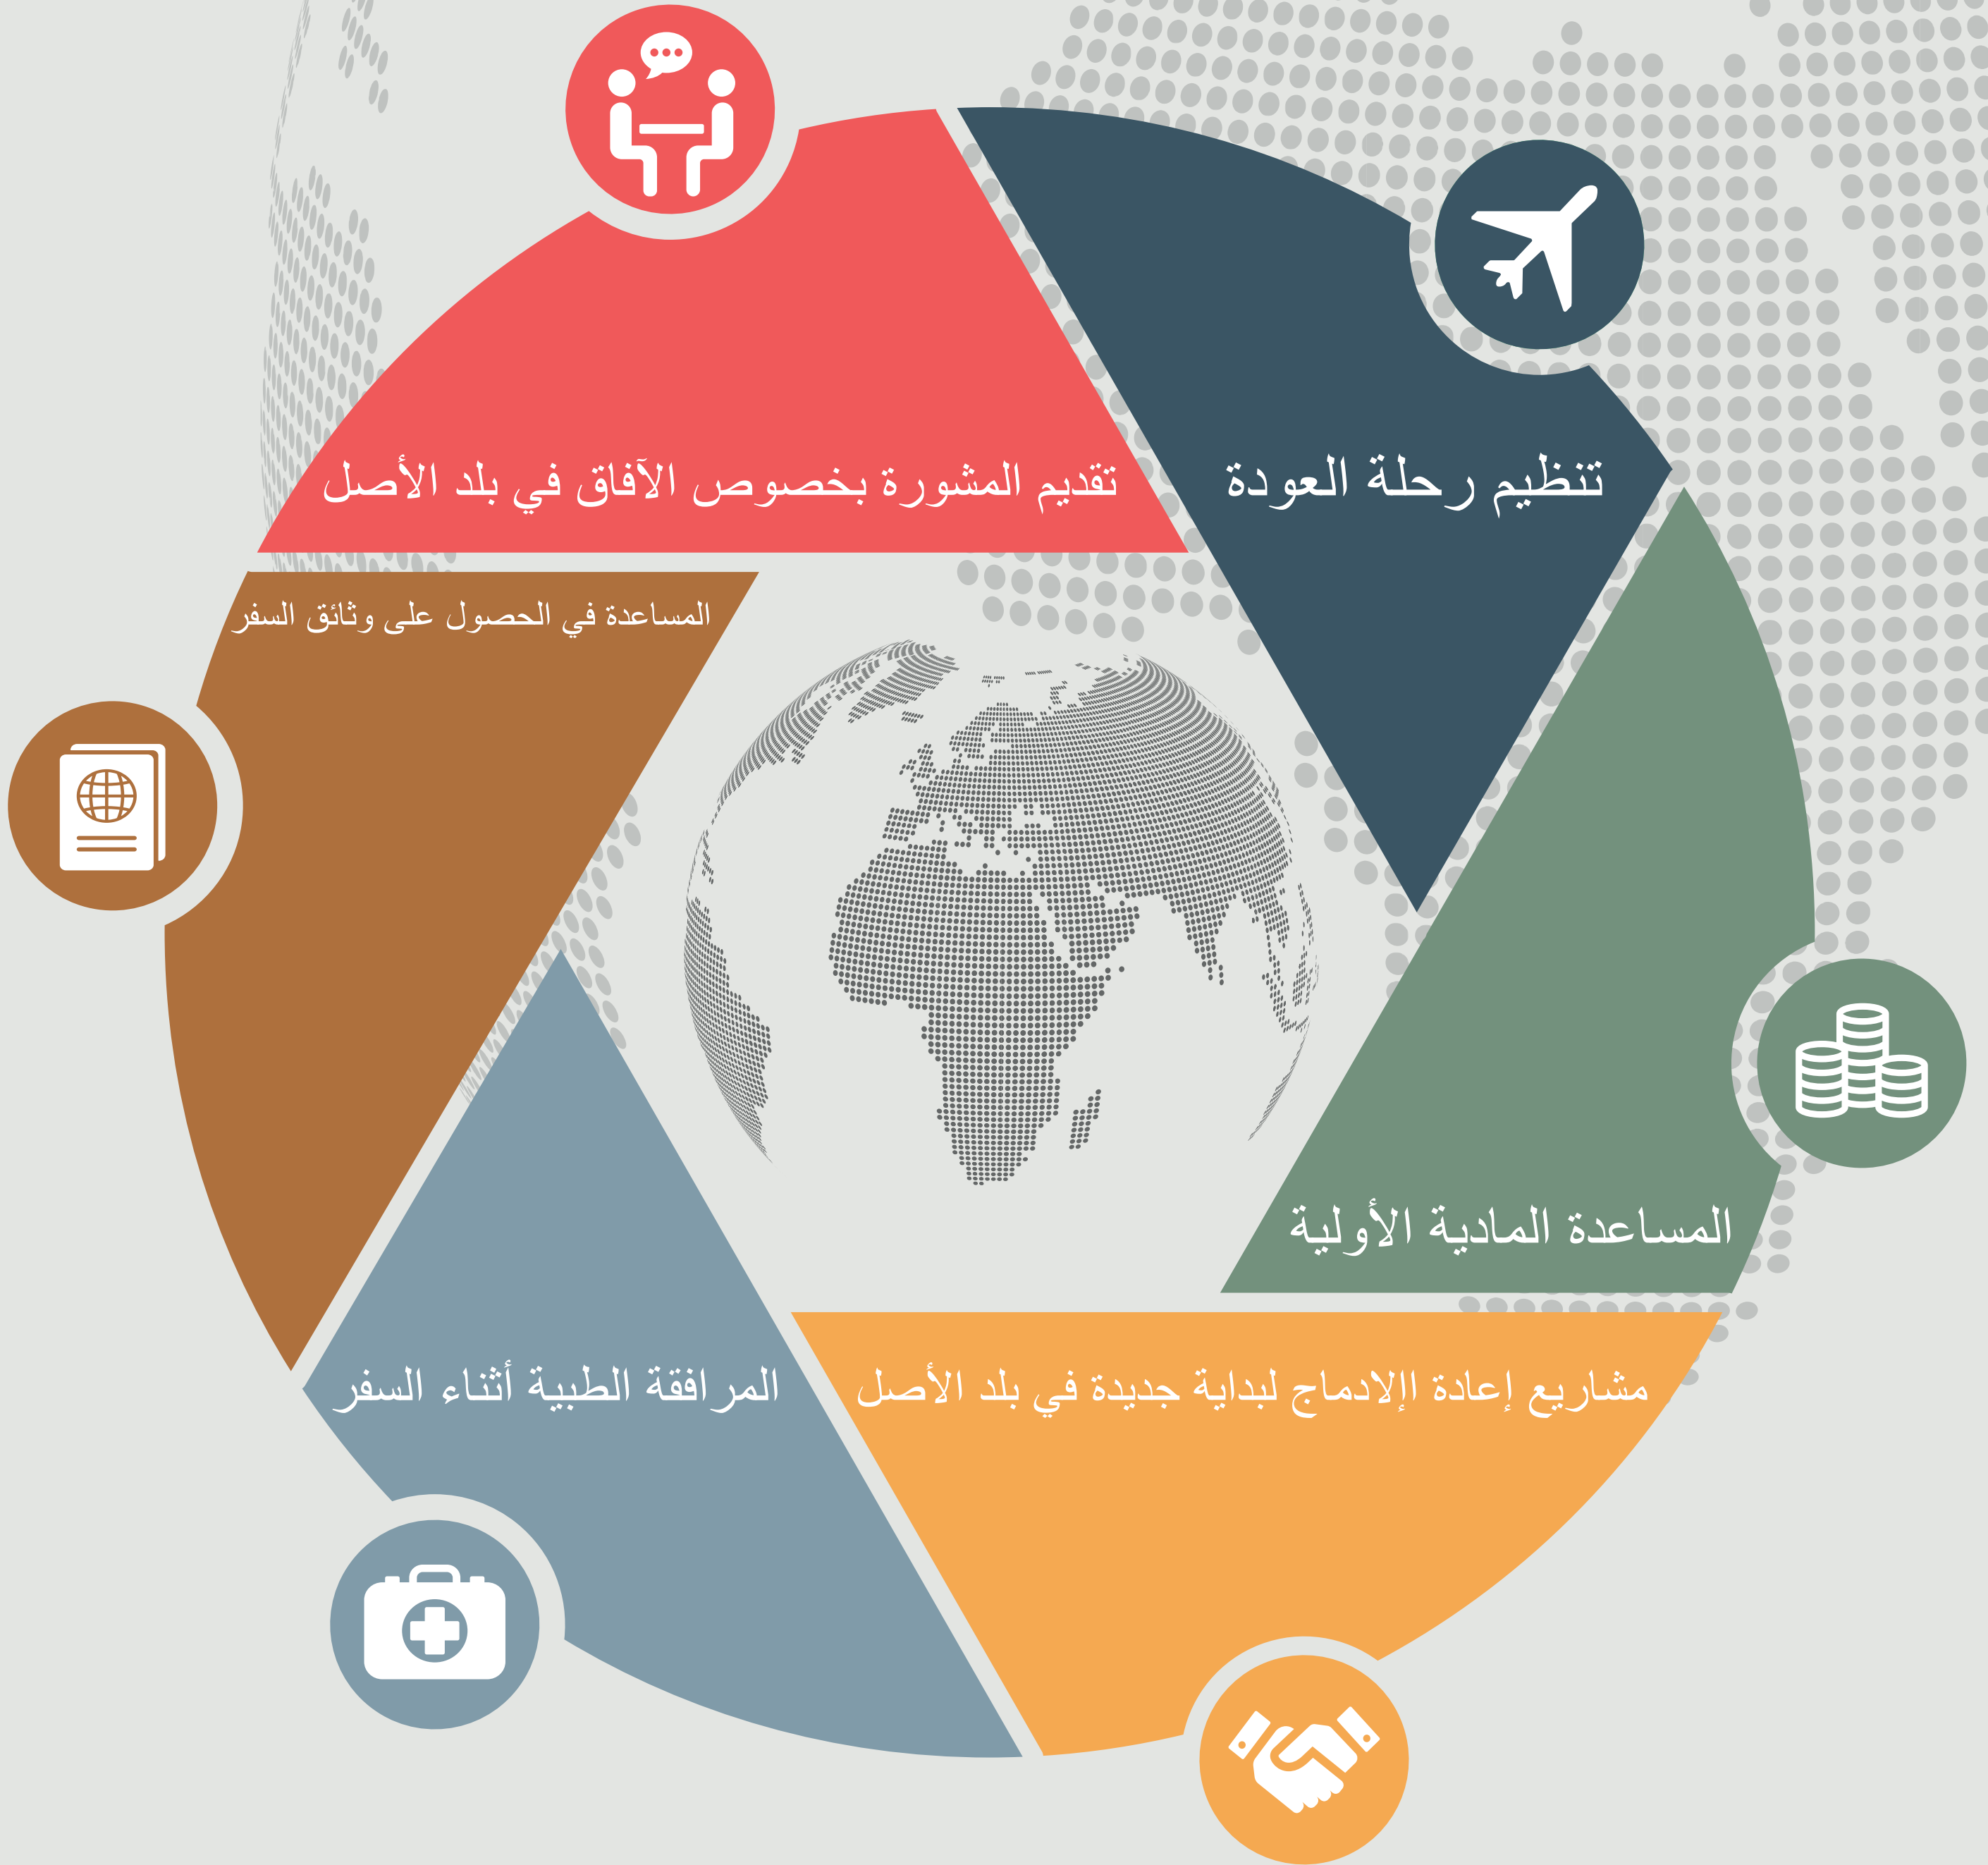 تقديم المشورة بخصوص الآفاق في بلد الأصل
تنظيم رحلة العودة
المساعدة في الحصول على وثائق السفر
المساعدة المادية الأولية
المرافقة الطبية أثناء السفر
مشاريع إعادة الإدماج لبداية جديدة في بلد الأصل